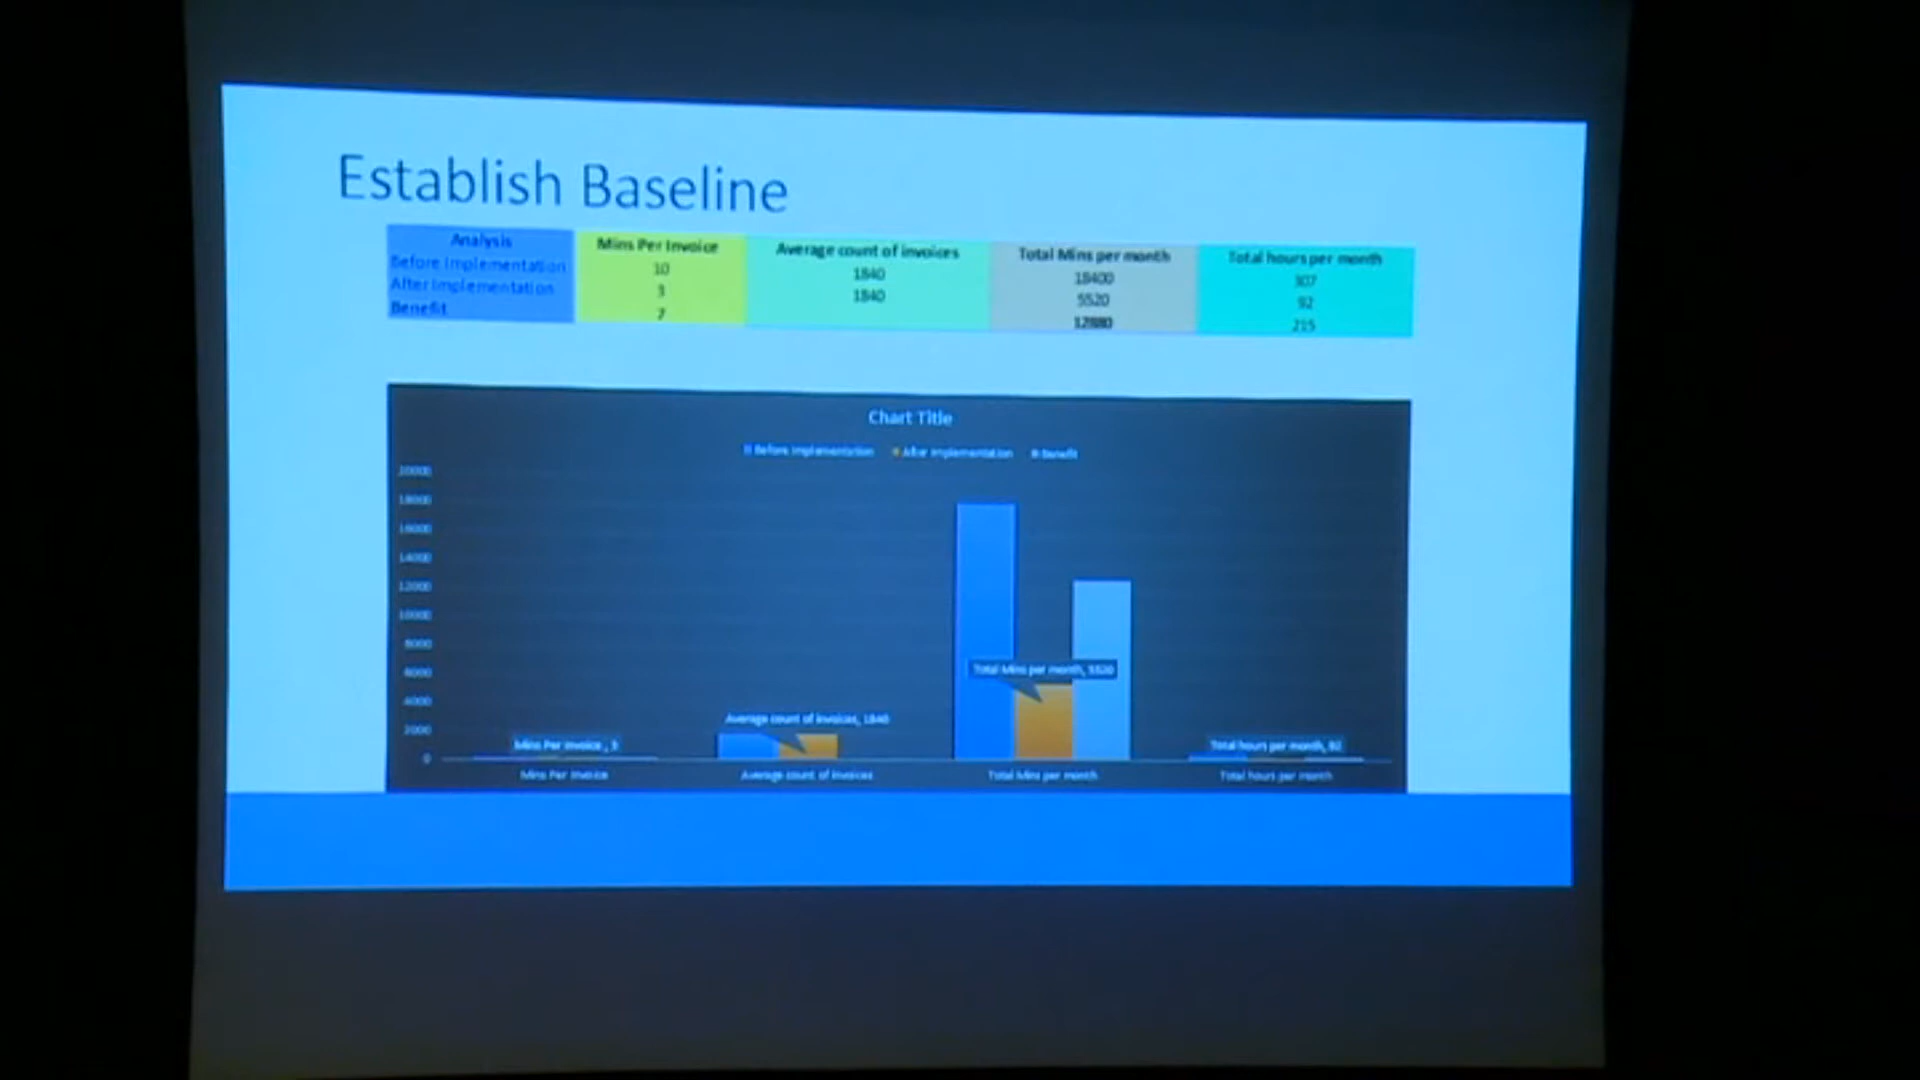 Establish Baseline
Analysis Mins Per Invoice Average count of invoices Total Mins per month Total hours per month
Before Implementation 10 1840 18400 307
After Implementation 3 1840 5520 92
Benefit 7 12880 215
Chart Title
Before Implementation After Implementation Benefit
20000
18000
16000
14000
12000
10000
8000
6000
4000
2000
0
Total Mins per month, 5520
Average count of invoices, 1840
Mins Per Invoice , 3
Total hours per month, 92
Mins Per Invoice Average count of invoices Total Mins per month Total hours per month